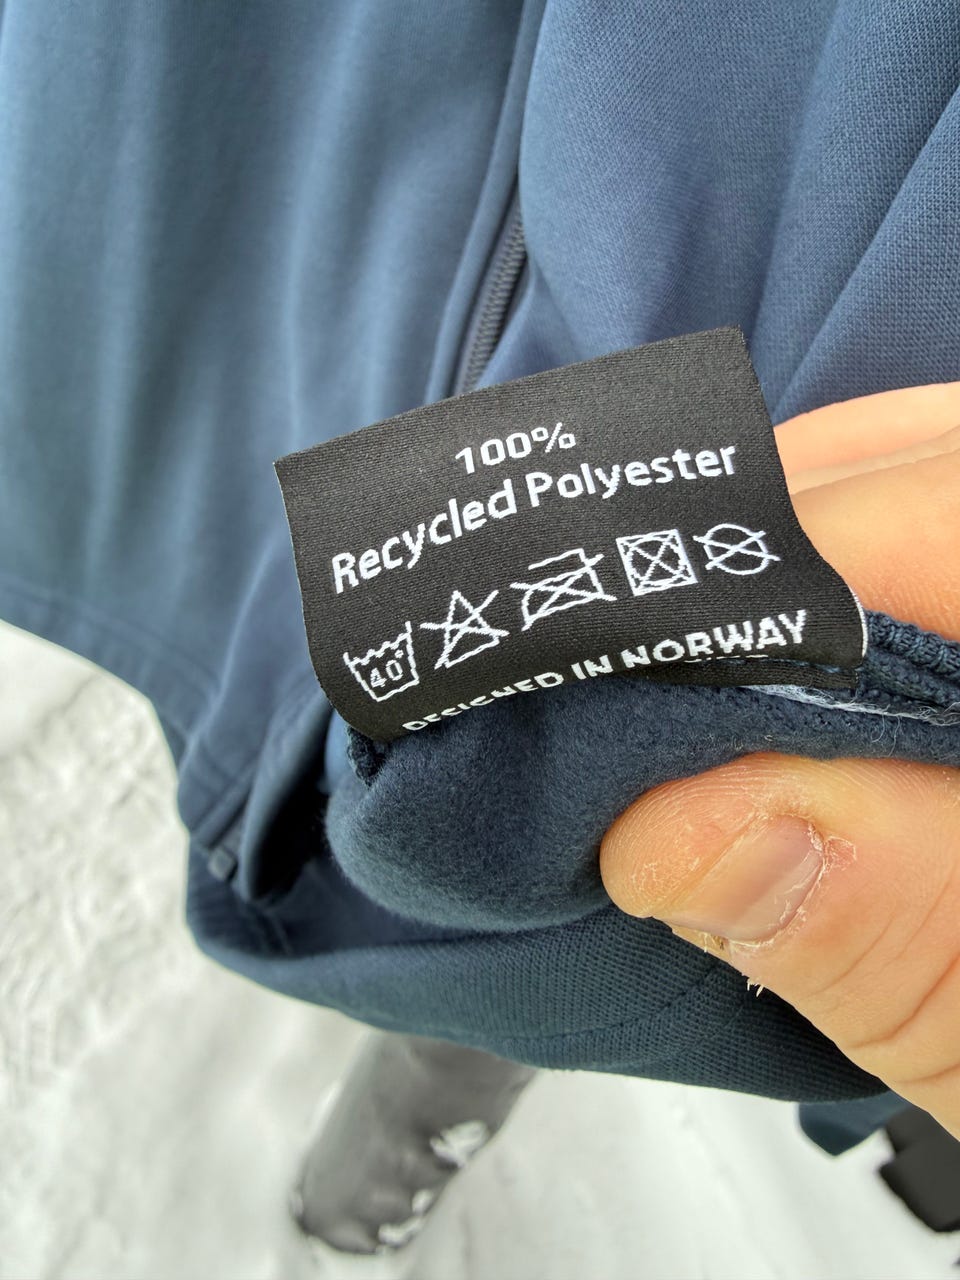 100%
Recycled Polyester
40°
DESIGNED IN NORWAY